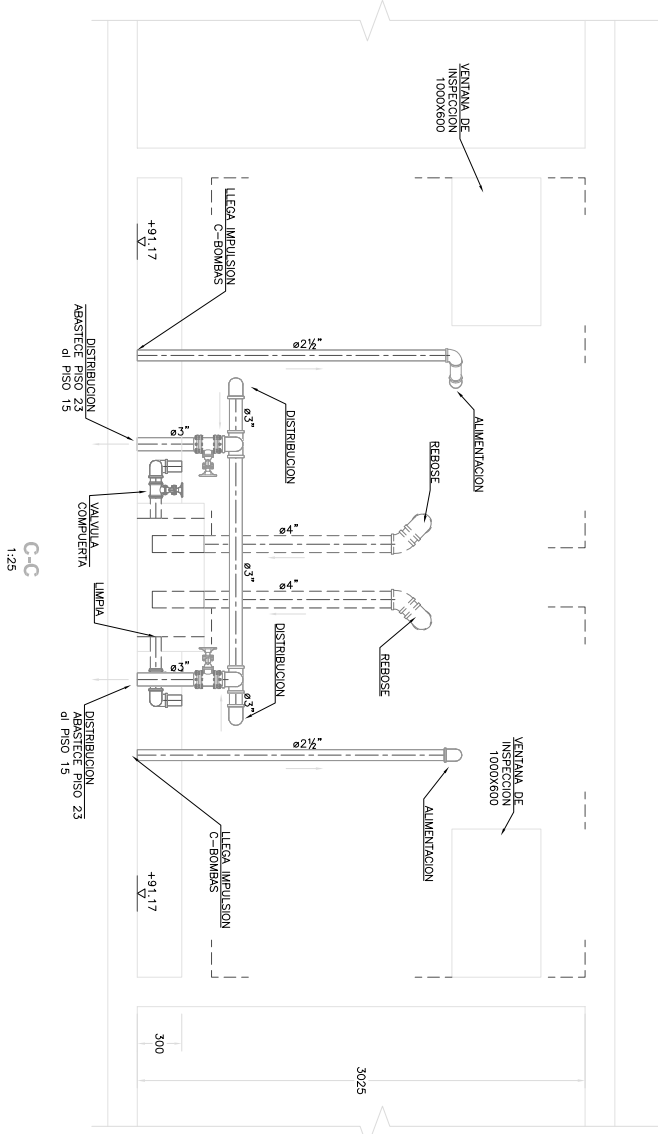 VENTANA DE
INSPECCION
1000X600
+91.17
LLEGA IMPULSION
C-BOMBAS
DISTRIBUCION
ABASTECE PISO 23
al PISO 15
ø2½"
ALIMENTACION
DISTRIBUCION
ø3"
ø3"
REBOSE
VALVULA
COMPUERTA
ø4"
ø3"
ø4"
LIMPIA
REBOSE
DISTRIBUCION
ø3"
ø3"
DISTRIBUCION
ABASTECE PISO 23
al PISO 15
ø2½"
VENTANA DE
INSPECCION
1000X600
ALIMENTACION
LLEGA IMPULSION
C-BOMBAS
+91.17
300
3025
C-C
1:25